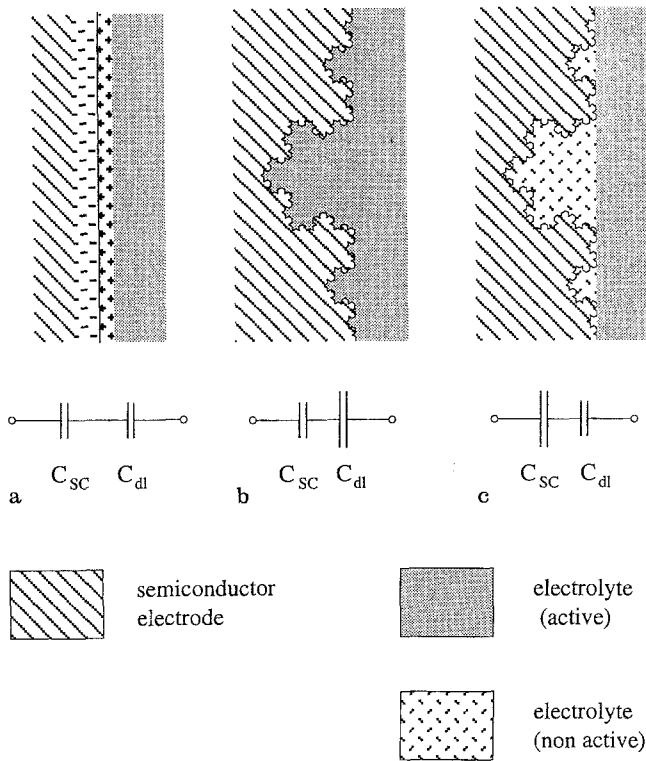 C_SC C_dl
a
C_SC C_dl
b
C_SC C_dl
c
semiconductor
electrode
electrolyte
(active)
electrolyte
(non active)